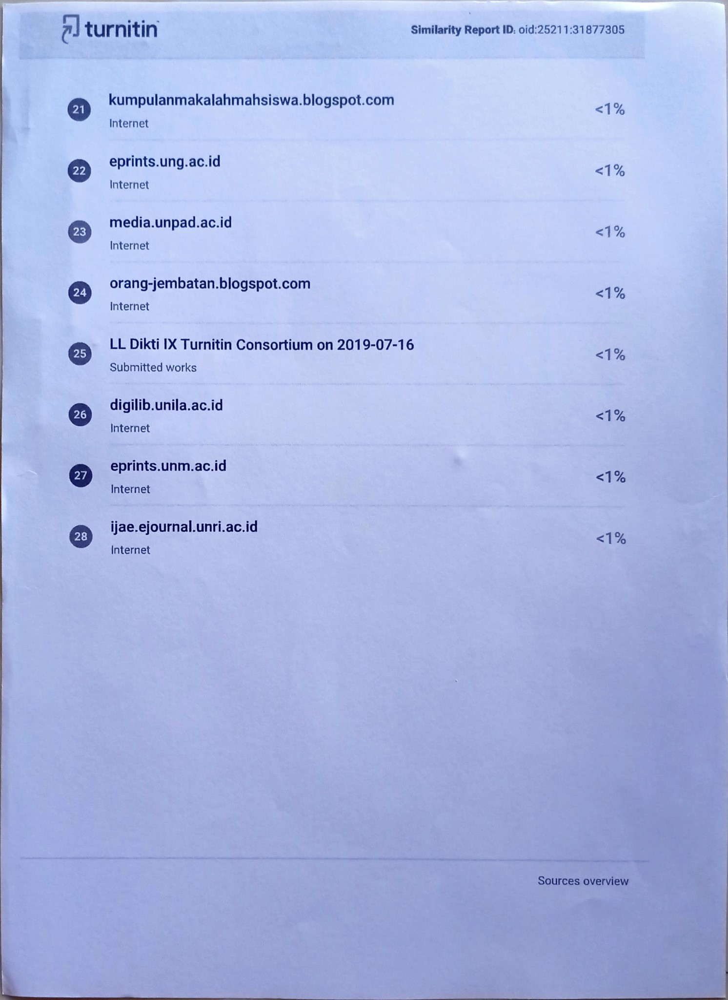 turnitin
Similarity Report ID: oid:25211:31877305
21
kumpulanmakalahmahsiswa.blogspot.com
<1%
Internet
22
eprints.ung.ac.id
<1%
Internet
23
media.unpad.ac.id
<1%
Internet
24
orang-jembatan.blogspot.com
<1%
Internet
25
LL Dikti IX Turnitin Consortium on 2019-07-16
<1%
Submitted works
26
digilib.unila.ac.id
<1%
Internet
27
eprints.unm.ac.id
<1%
Internet
28
ijae.ejournal.unri.ac.id
<1%
Internet
Sources overview